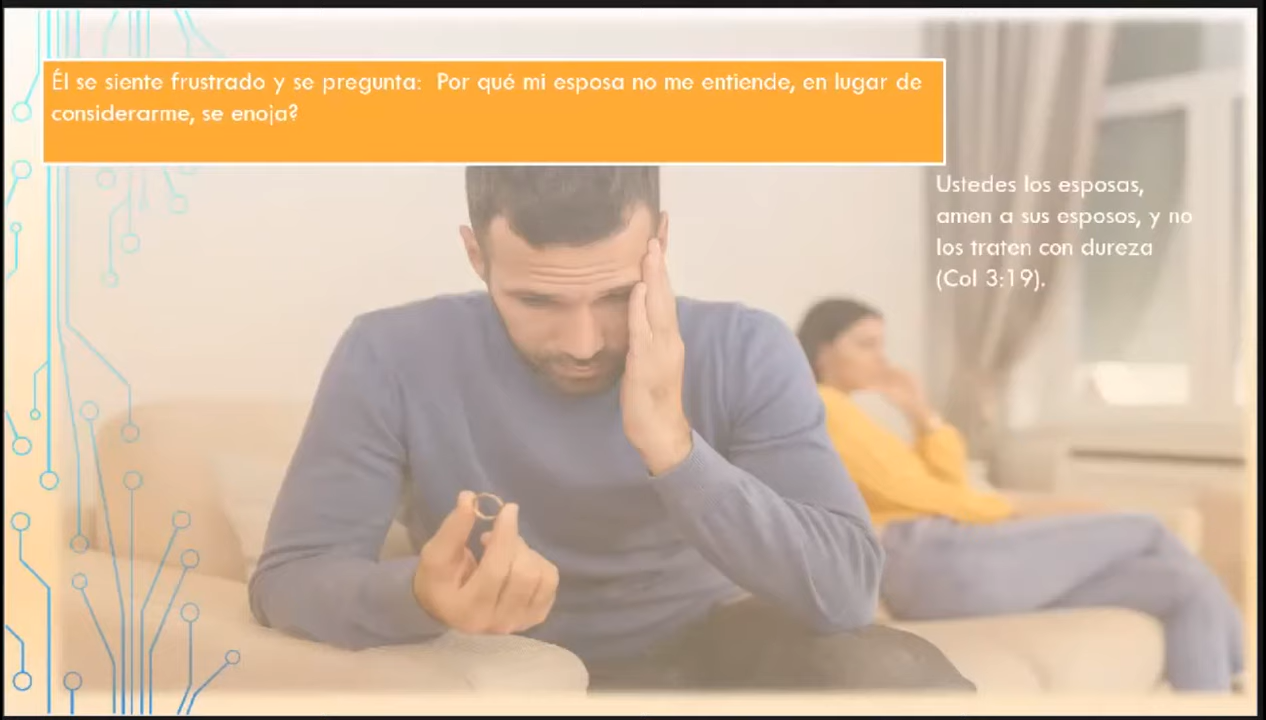 Él se siente frustrado y se pregunta:  Por qué mi esposa no me entiende, en lugar de
considerarme, se enoja?
Ustedes los esposas,
amen a sus esposos, y no
los traten con dureza
(Col 3:19).